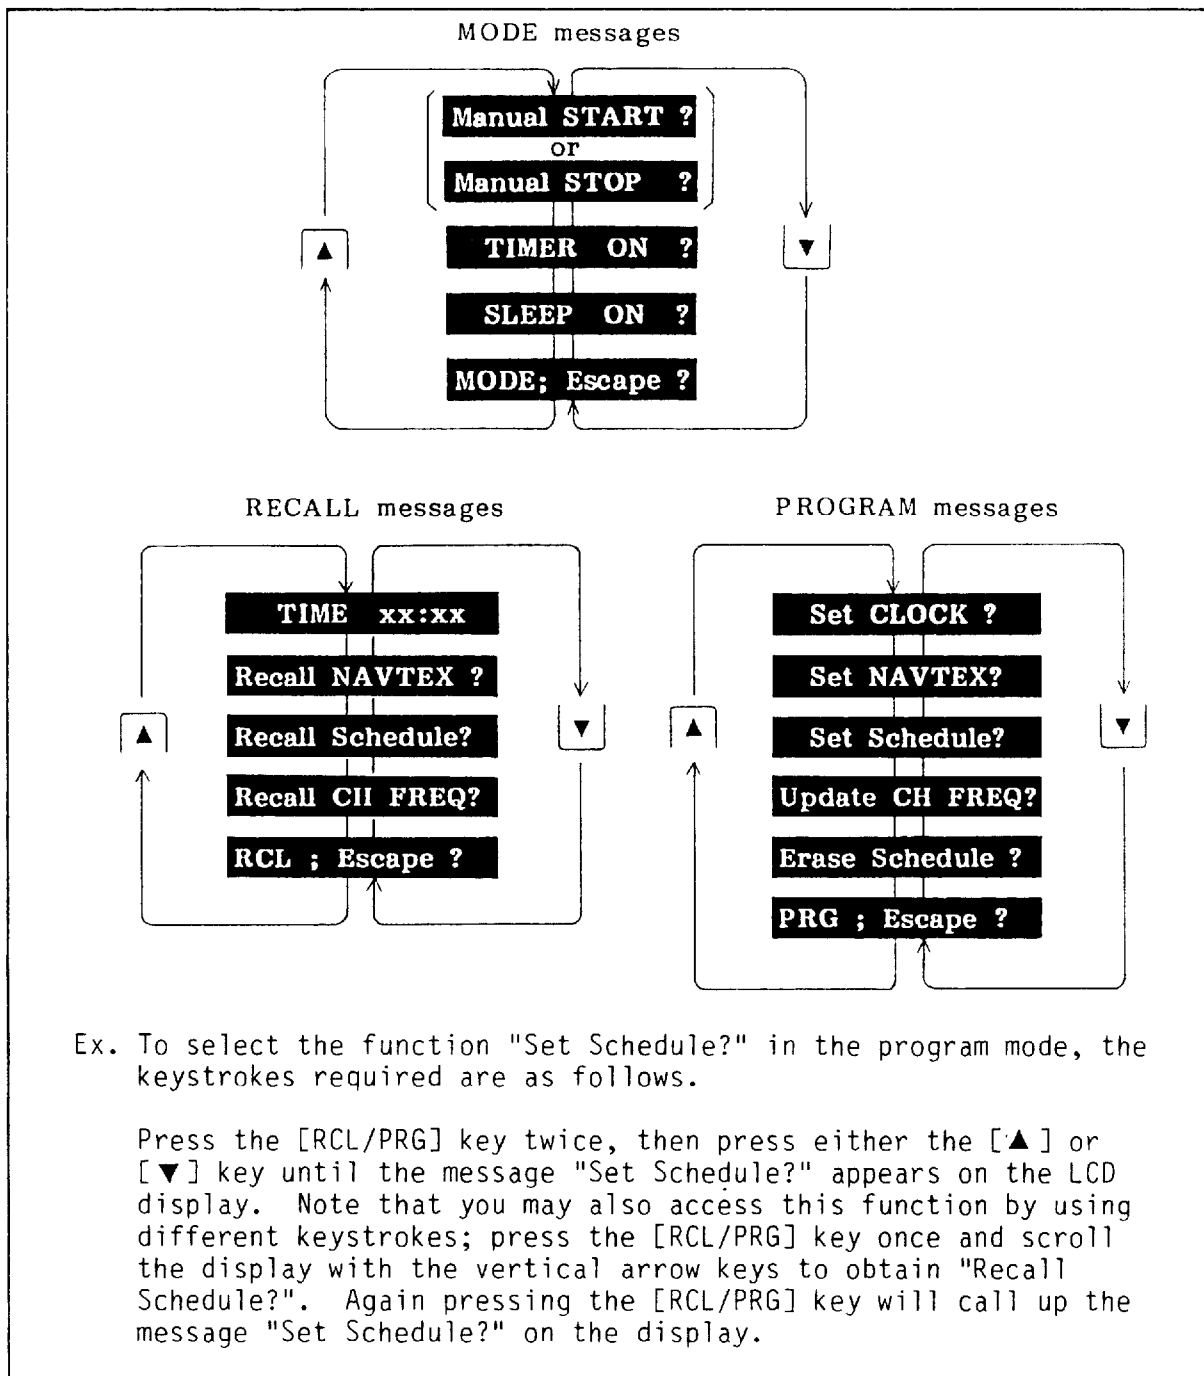 MODE messages
Manual START ?
or
Manual STOP ?
▲
TIMER ON ?
▼
SLEEP ON ?
MODE; Escape ?
RECALL messages
TIME xx:xx
Recall NAVTEX ?
▲
Recall Schedule?
▼
Recall CH FREQ?
RCL ; Escape ?
PROGRAM messages
Set CLOCK ?
Set NAVTEX?
▲
Set Schedule?
▼
Update CH FREQ?
Erase Schedule ?
PRG ; Escape ?
Ex. To select the function "Set Schedule?" in the program mode, the
keystrokes required are as follows.
Press the [RCL/PRG] key twice, then press either the [▲] or
[▼] key until the message "Set Schedule?" appears on the LCD
display. Note that you may also access this function by using
different keystrokes; press the [RCL/PRG] key once and scroll
the display with the vertical arrow keys to obtain "Recall
Schedule?". Again pressing the [RCL/PRG] key will call up the
message "Set Schedule?" on the display.